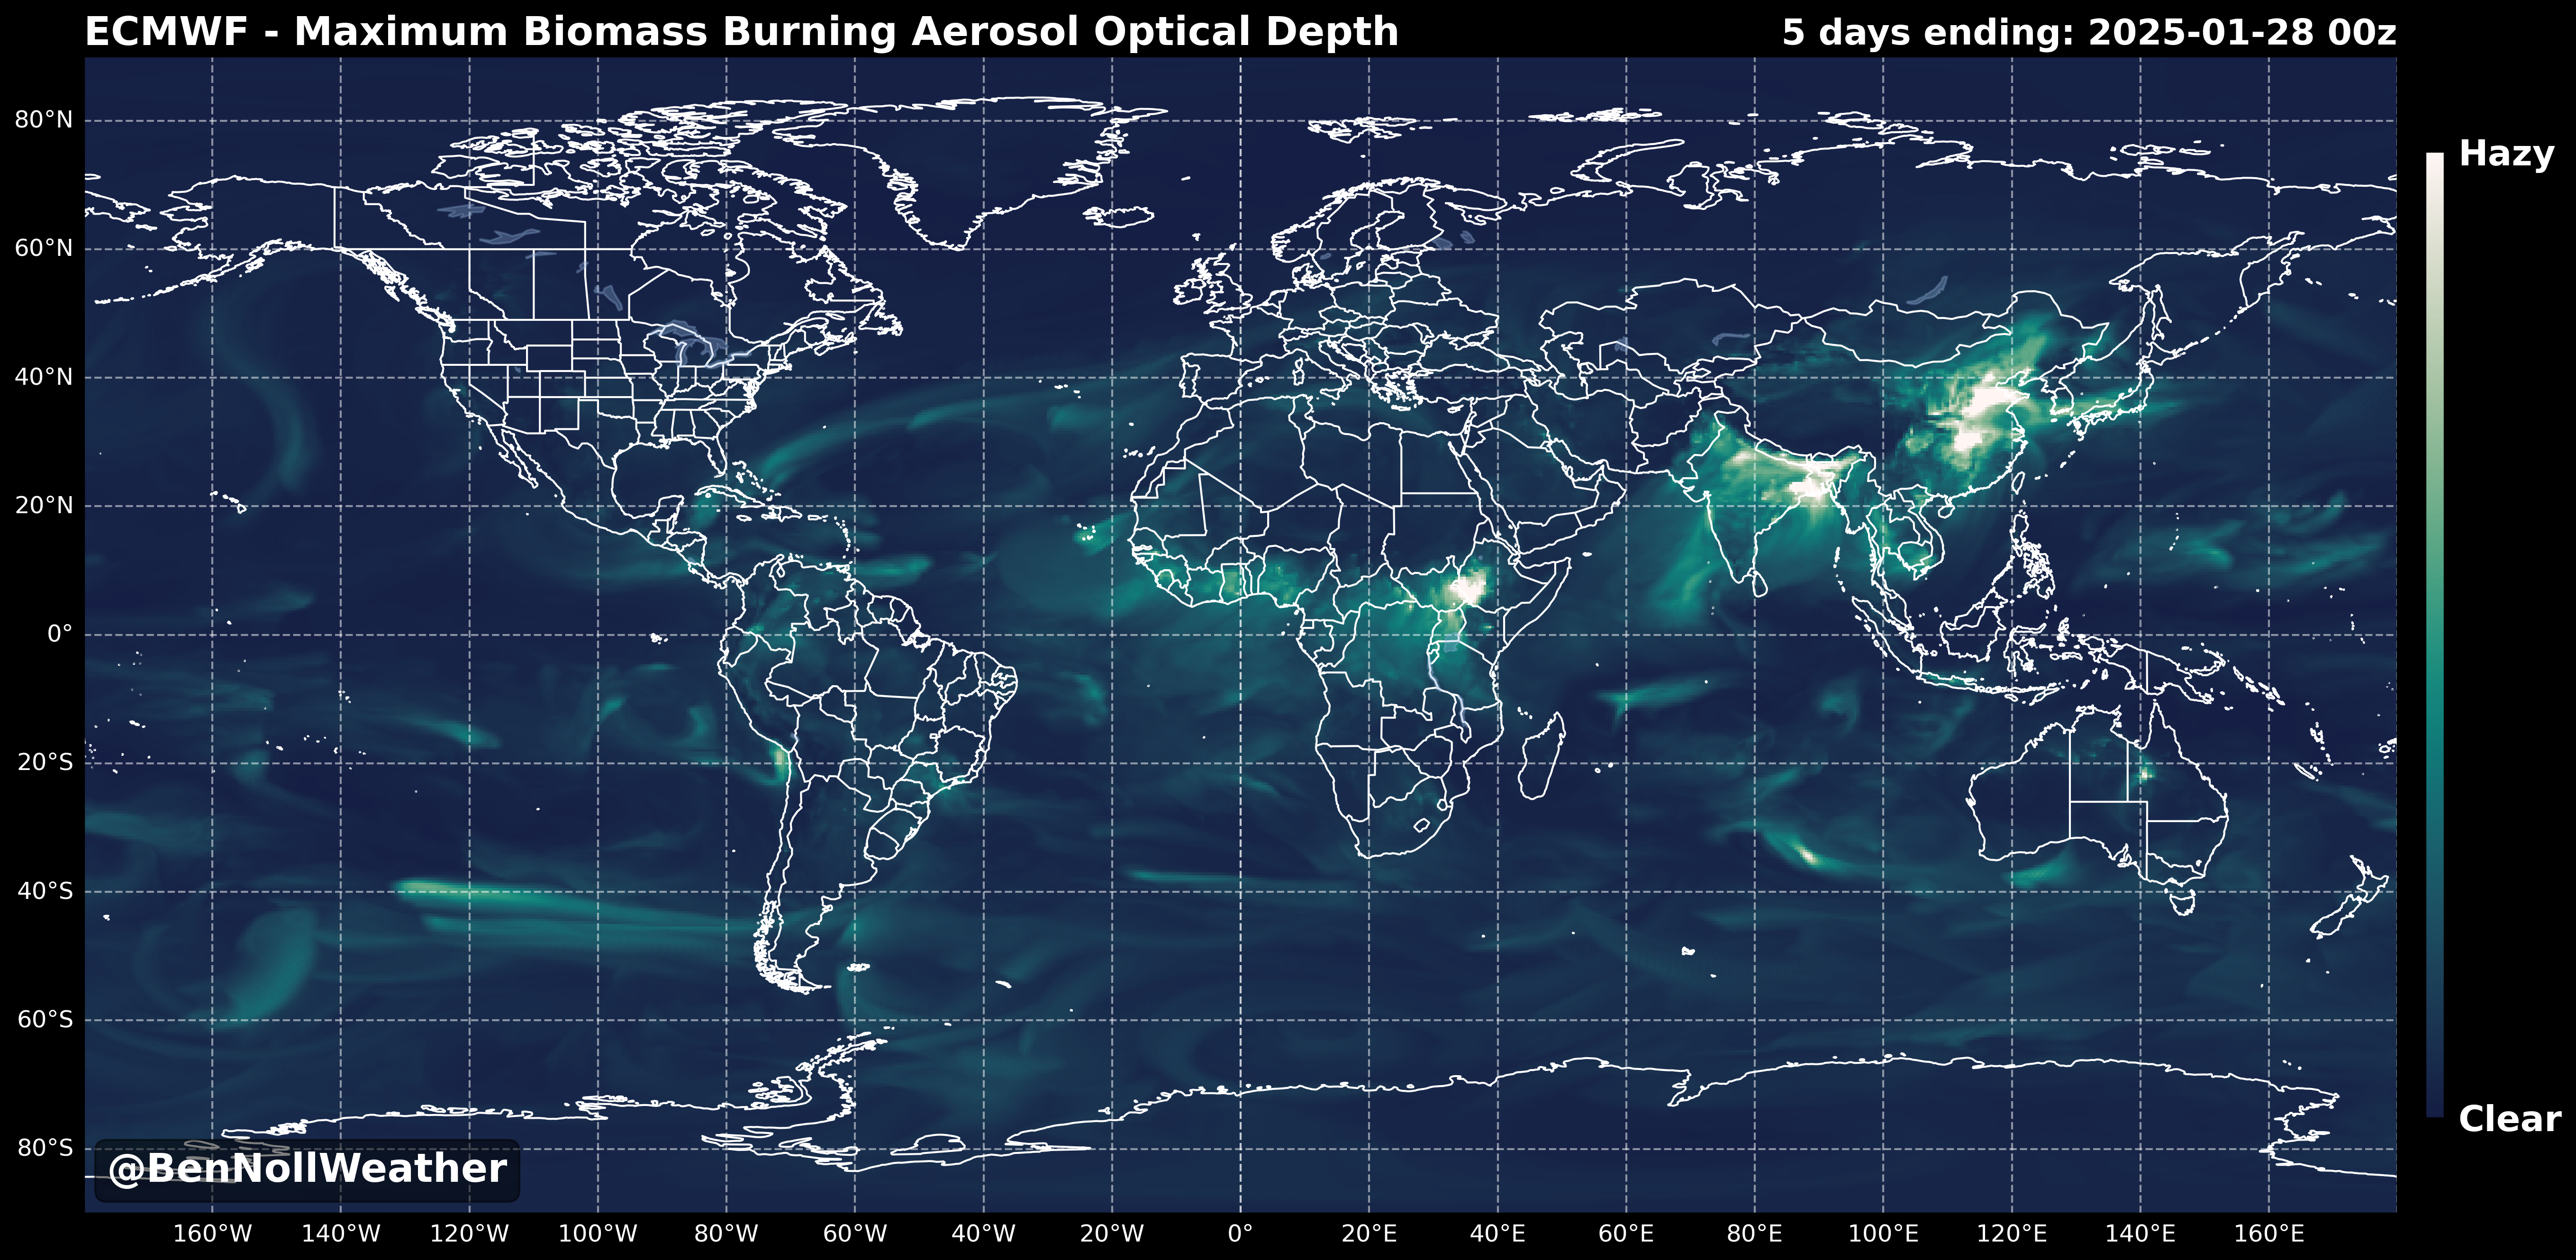 ECMWF - Maximum Biomass Burning Aerosol Optical Depth
5 days ending: 2025-01-28 00z
80°N
60°N
40°N
20°N
0°
20°S
40°S
60°S
80°S
Hazy
Clear
@BenNollWeather
160°W 140°W 120°W 100°W 80°W 60°W 40°W 20°W 0° 20°E 40°E 60°E 80°E 100°E 120°E 140°E 160°E